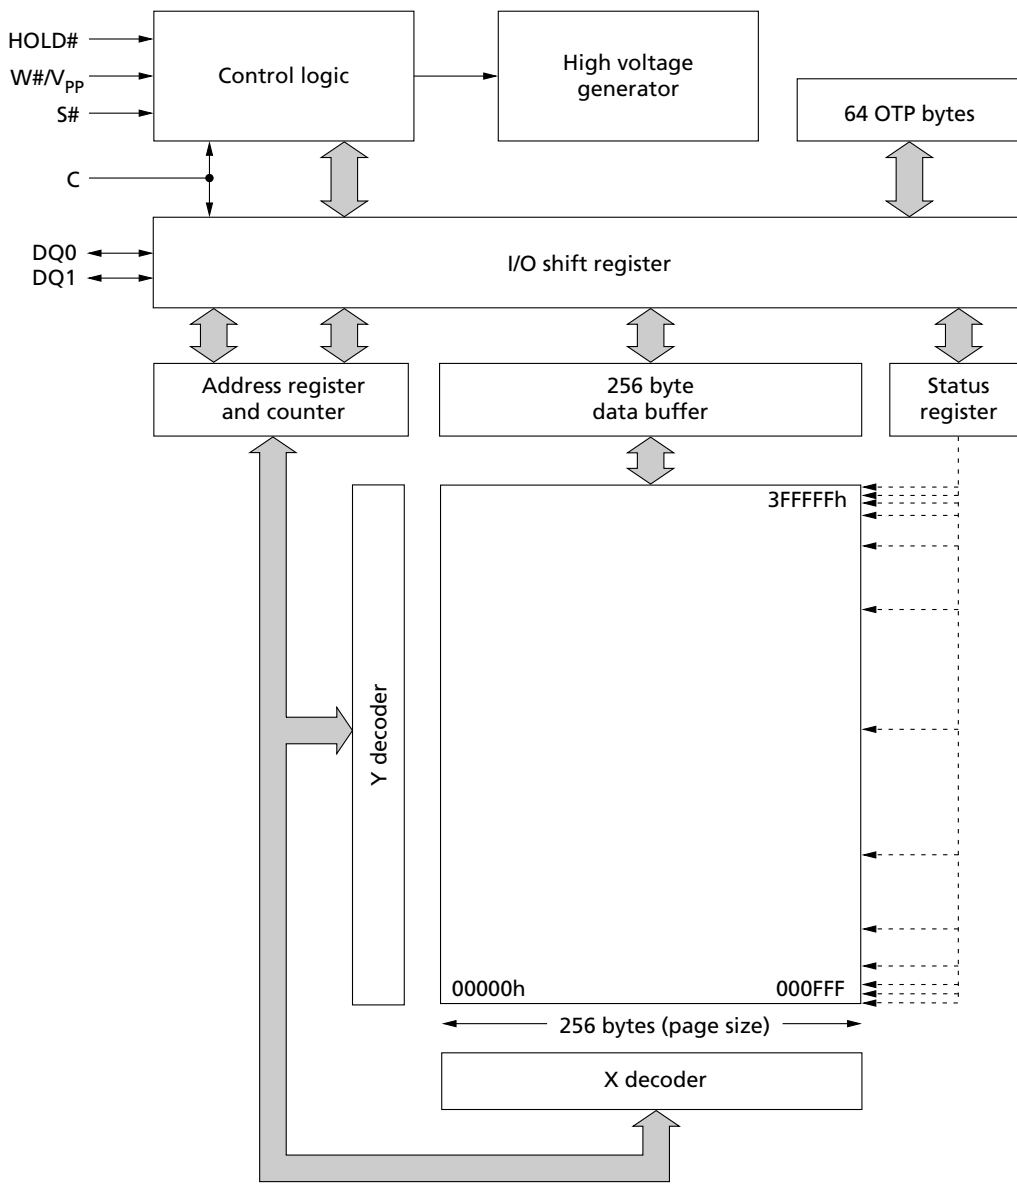 HOLD#
W#/VPP
S#
Control logic
High voltage
generator
64 OTP bytes
C
DQ0
DQ1
I/O shift register
Address register
and counter
256 byte
data buffer
Status
register
3FFFFFh
Y decoder
00000h
000FFF
256 bytes (page size)
X decoder